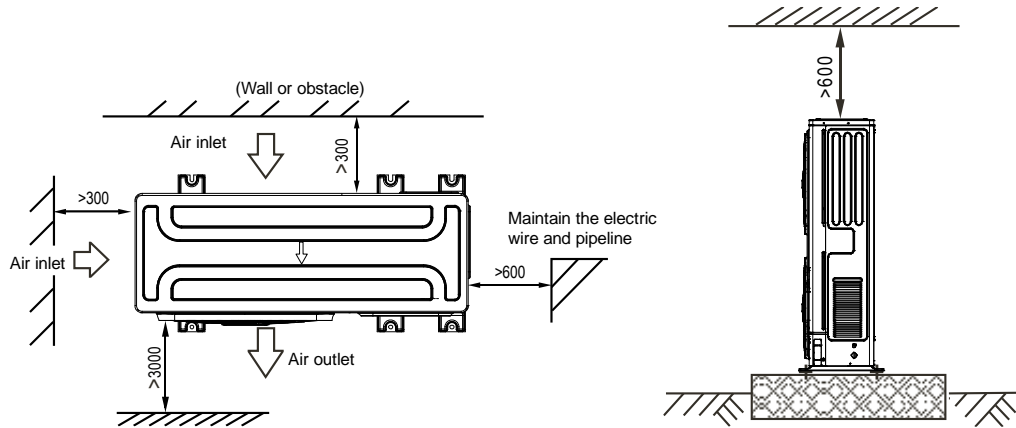 (Wall or obstacle)
Air inlet
>300
>300
Air inlet
Maintain the electric
wire and pipeline
>600
>3000
Air outlet
>600